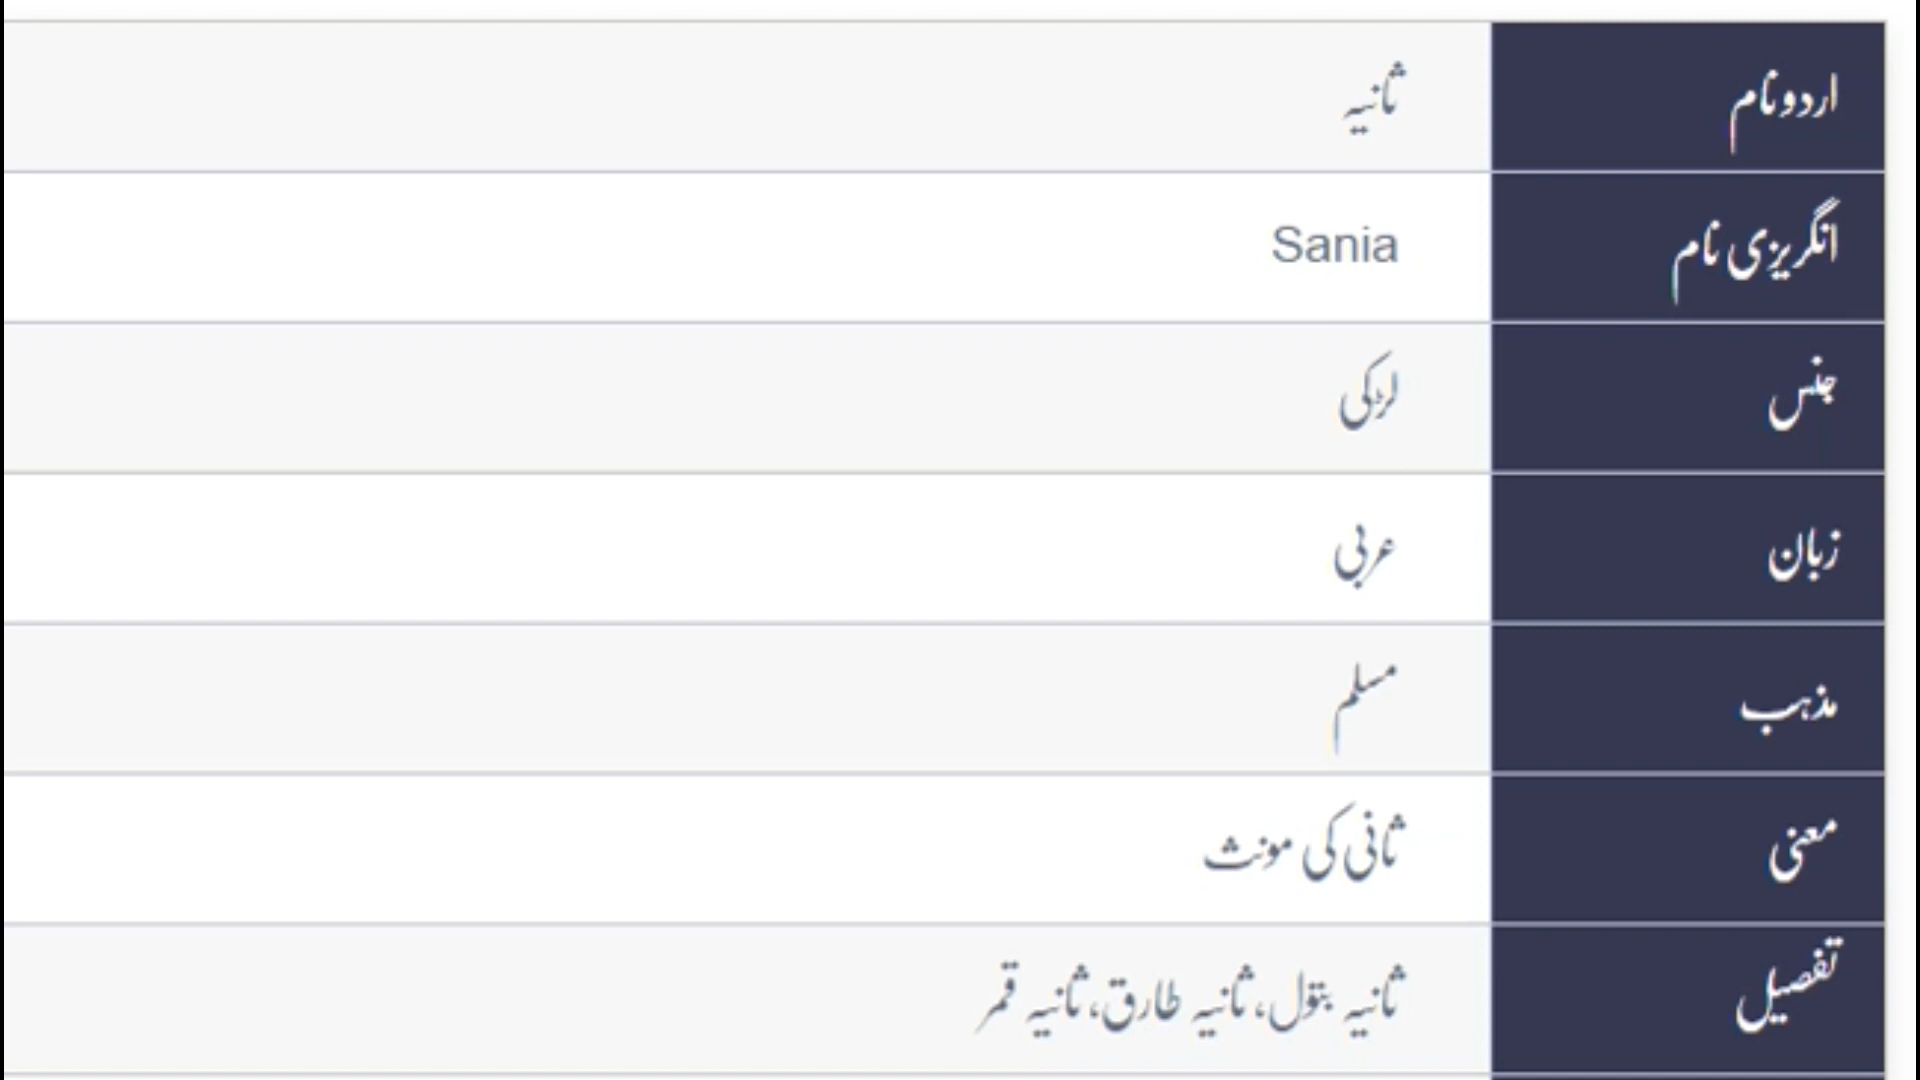 اردو نام ثانیہ
انگریزی نام Sania
جنس لڑکی
زبان عربی
مذہب مسلم
معنی ثانی کی مونث
تفصیل ثانیہ بتول، ثانیہ طارق، ثانیہ قمر